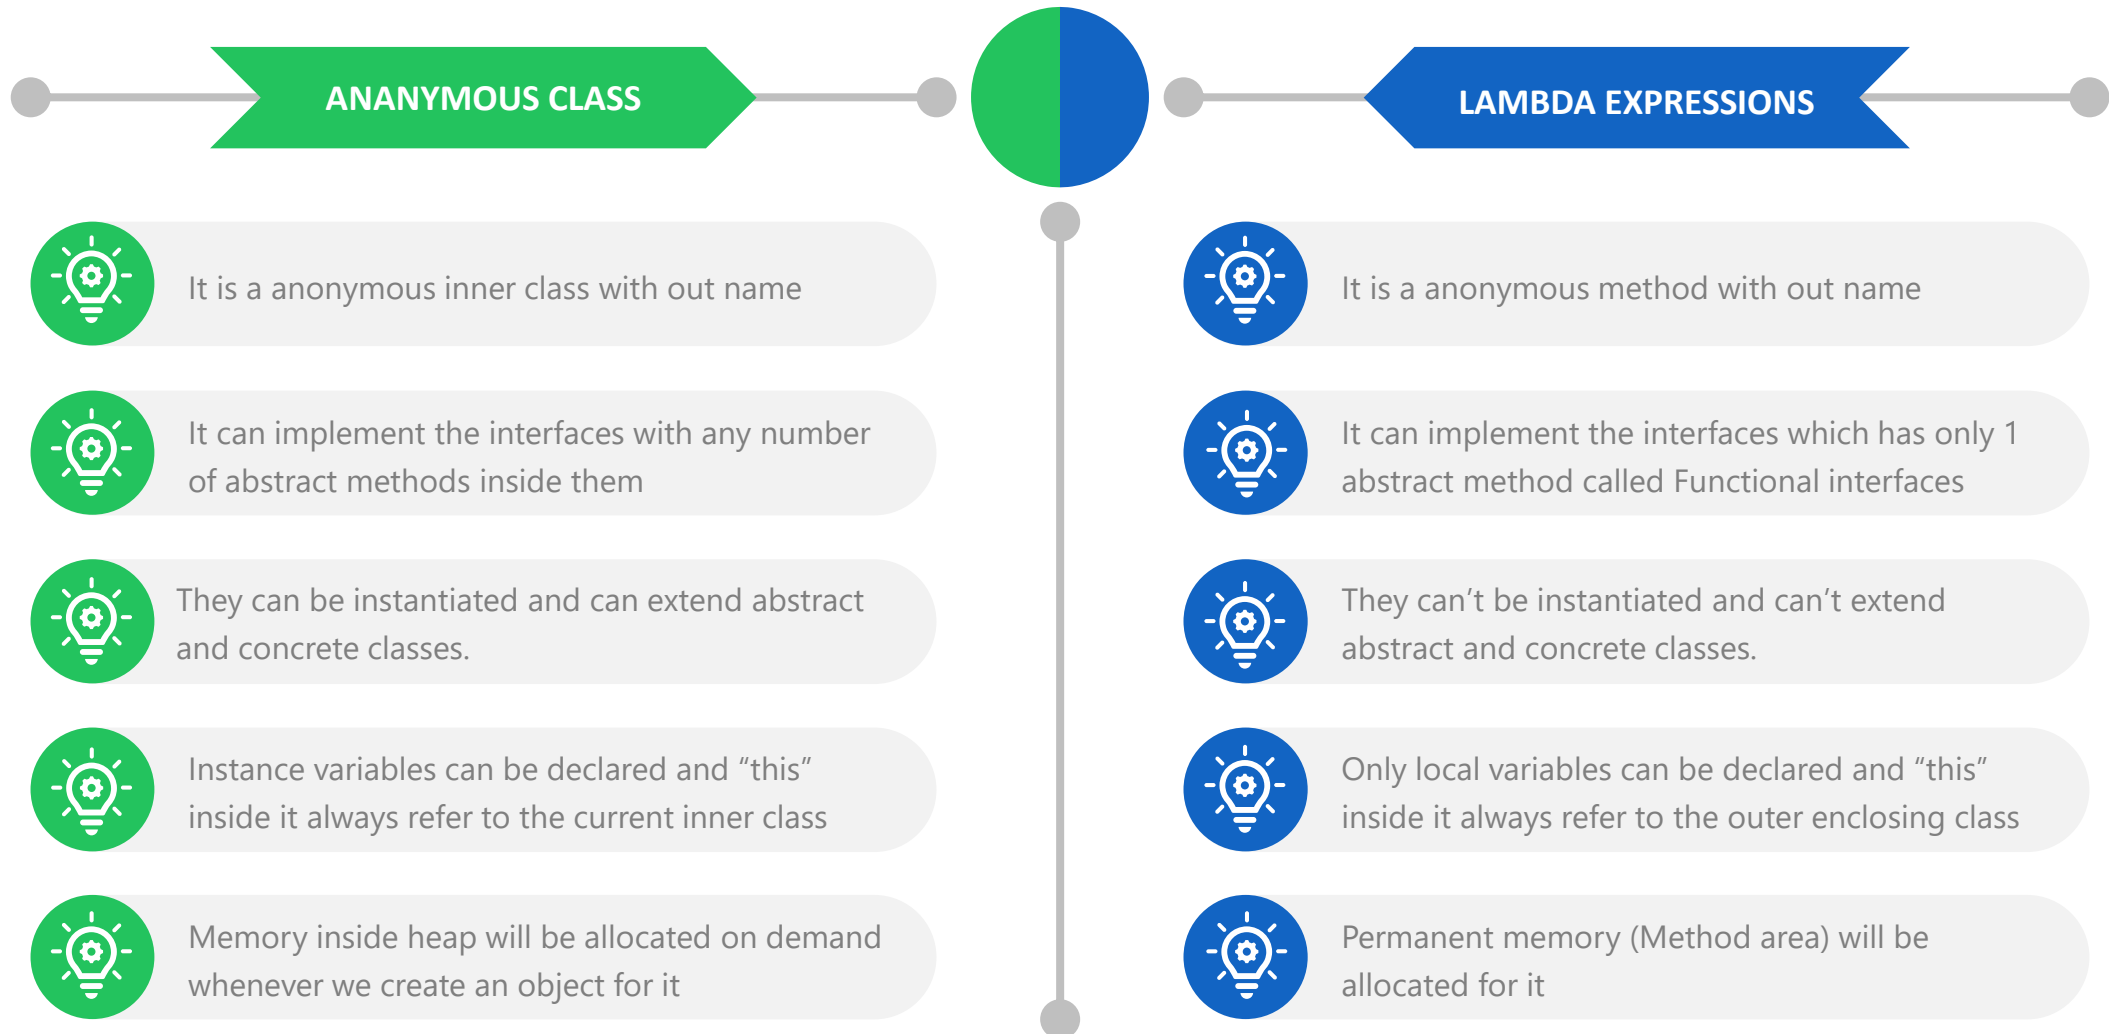 ANANYMOUS CLASS
It is a anonymous inner class with out name
It can implement the interfaces with any number
of abstract methods inside them
They can be instantiated and can extend abstract
and concrete classes.
Instance variables can be declared and “this”
inside it always refer to the current inner class
Memory inside heap will be allocated on demand
whenever we create an object for it
LAMBDA EXPRESSIONS
It is a anonymous method with out name
It can implement the interfaces which has only 1
abstract method called Functional interfaces
They can’t be instantiated and can’t extend
abstract and concrete classes.
Only local variables can be declared and “this”
inside it always refer to the outer enclosing class
Permanent memory (Method area) will be
allocated for it